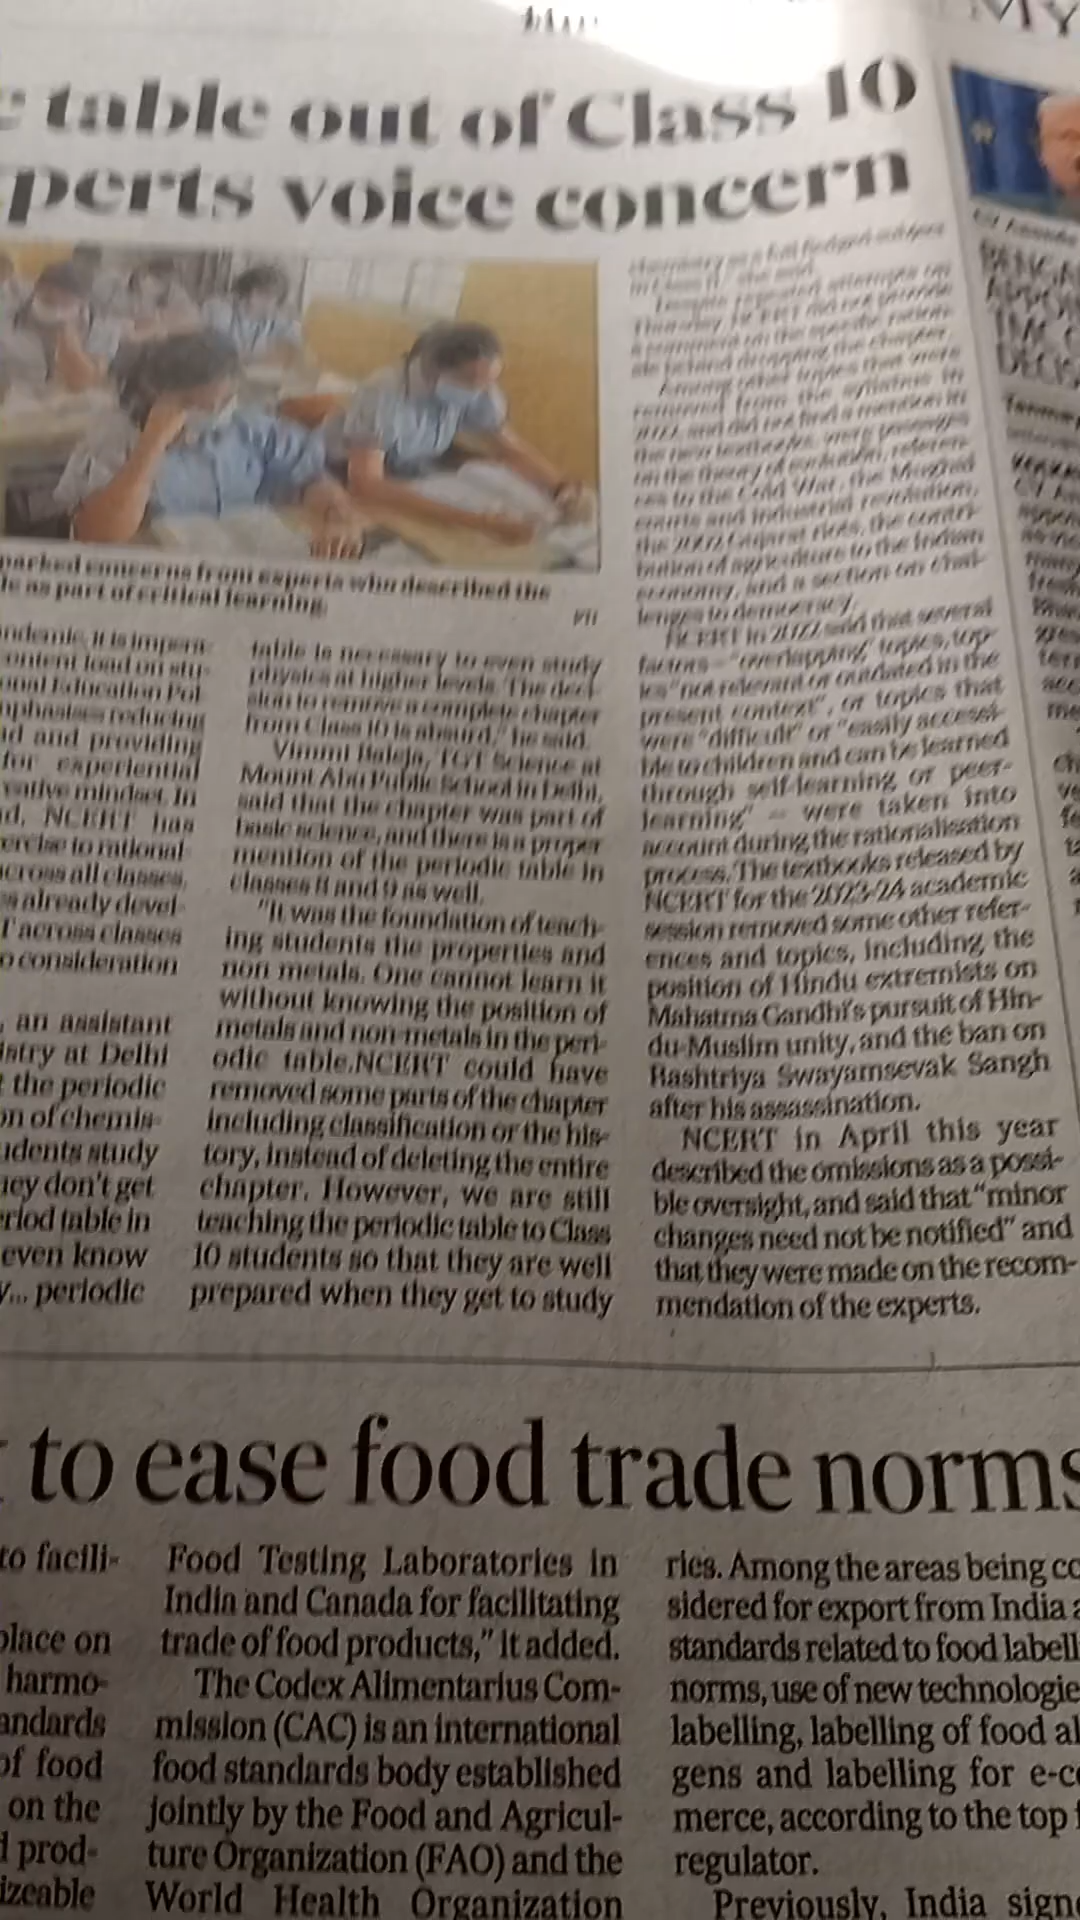 table out of Class 10
perts voice concern
parked concerns from experts who described the
le as part of critical learning.
PTI
ndemic, it is impera-
content load on stu-
nal Education Pol
mphasises reducing
d and providing
for experiential
eative mindset. In
d, NCERT has
ercise to rational-
across all classes,
s already devel-
T across classes
o consideration
, an assistant
istry at Delhi
t the periodic
on of chemis-
udents study
hey don't get
eriod table in
even know
y... periodic
table is necessary to even study
physics at higher levels. The deci-
sion to remove a complete chapter
from Class 10 is absurd," he said.
Vimmi Baleja, TGT Science at
Mount Abu Public School in Delhi,
said that the chapter was part of
basic science, and there is a proper
mention of the periodic table in
classes 8 and 9 as well.
"It was the foundation of teach-
ing students the properties and
non metals. One cannot learn it
without knowing the position of
metals and non-metals in the peri-
odic table.NCERT could have
removed some parts of the chapter
including classification or the his-
tory, instead of deleting the entire
chapter. However, we are still
teaching the periodic table to Class
10 students so that they are well
prepared when they get to study
chemistry as a full fledged subject
in Class 11," she said.
Despite repeated attempts on
Thursday, NCERT did not provide
a comment on the specific ration-
ale behind dropping the chapter.
Among other topics that were
removed from the syllabus in
2022, and did not find a mention in
the new textbooks, were passages
on the theory of evolution, referen-
ces to the Cold War, the Mughal
courts and industrial revolution,
the 2002 Gujarat riots, the contri-
bution of agriculture to the Indian
economy, and a section on chal-
lenges to democracy.
NCERT in 2022 said that several
factors – "overlapping" topics, top-
ics "not relevant or outdated in the
present context", or topics that
were "difficult" or "easily accessi-
ble to children and can be learned
through self-learning or peer-
learning" – were taken into
account during the rationalisation
process. The textbooks released by
NCERT for the 2023-24 academic
session removed some other refer-
ences and topics, including the
position of Hindu extremists on
Mahatma Gandhi's pursuit of Hin-
du-Muslim unity, and the ban on
Rashtriya Swayamsevak Sangh
after his assassination.
NCERT in April this year
described the omissions as a possi-
ble oversight, and said that "minor
changes need not be notified" and
that they were made on the recom-
mendation of the experts.
to ease food trade norms
to facili-
place on
harmo-
andards
of food
on the
d prod-
izeable
Food Testing Laboratories in
India and Canada for facilitating
trade of food products," it added.
The Codex Alimentarius Com-
mission (CAC) is an international
food standards body established
jointly by the Food and Agricul-
ture Organization (FAO) and the
World Health Organization
ries. Among the areas being co
sidered for export from India a
standards related to food labell
norms, use of new technologie
labelling, labelling of food al
gens and labelling for e-co
merce, according to the top f
regulator.
Previously, India signe